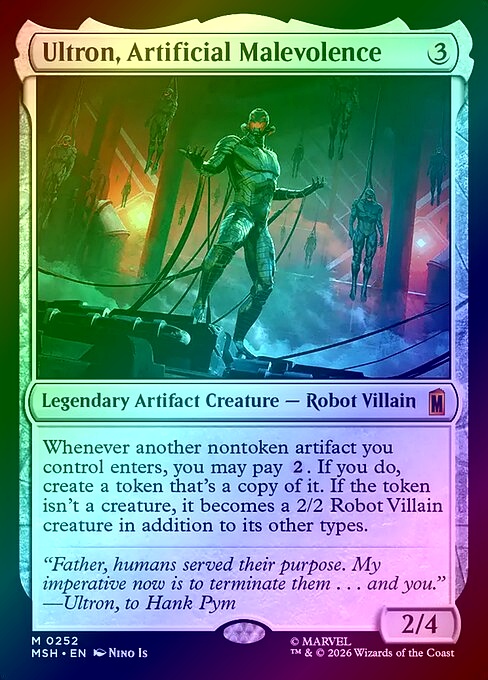 Ultron, Artificial Malevolence 3
Legendary Artifact Creature — Robot Villain M
Whenever another nontoken artifact you
control enters, you may pay 2. If you do,
create a token that's a copy of it. If the token
isn't a creature, it becomes a 2/2 Robot Villain
creature in addition to its other types.
“Father, humans served their purpose. My
imperative now is to terminate them . . . and you.”
—Ultron, to Hank Pym
2/4
M 0252
MSH • EN Nino Is
© MARVEL
™ & © 2026 Wizards of the Coast